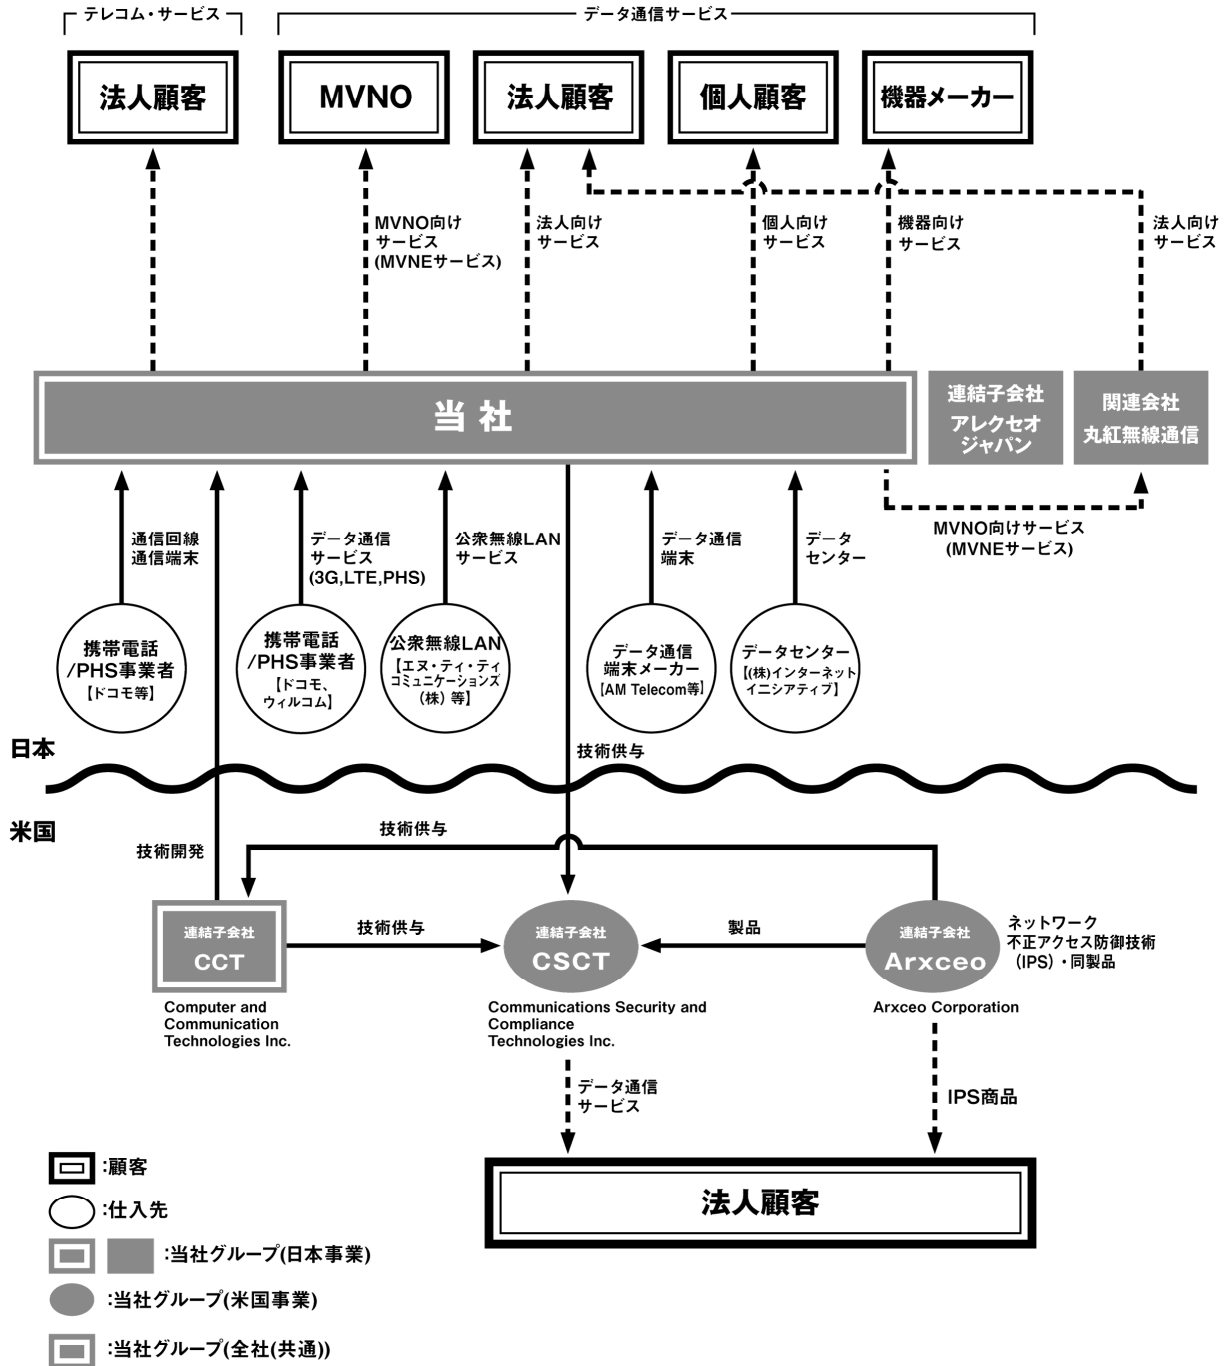 テレコム・サービス
データ通信サービス
法人顧客
MVNO
法人顧客
個人顧客
機器メーカー
MVNO向け
サービス
(MVNEサービス)
法人向け
サービス
個人向け
サービス
機器向け
サービス
法人向け
サービス
当社
連結子会社
アレクセオ
ジャパン
関連会社
丸紅無線通信
通信回線
通信端末
データ通信
サービス
(3G,LTE,PHS)
公衆無線LAN
サービス
データ通信
端末
データ
センター
MVNO向けサービス
(MVNEサービス)
携帯電話
/PHS事業者
【ドコモ等】
携帯電話
/PHS事業者
【ドコモ、
ウィルコム】
公衆無線LAN
【エヌ・ティ・ティ
コミュニケーションズ
(株)等】
データ通信
端末メーカー
【AM Telecom等】
データセンター
【(株)インターネット
イニシアティブ】
日本
技術供与
米国
技術供与
技術開発
連結子会社
CCT
技術供与
連結子会社
CSCT
製品
連結子会社
Arxceo
ネットワーク
不正アクセス防御技術
(IPS)・同製品
Computer and
Communication
Technologies Inc.
Communications Security and
Compliance
Technologies Inc.
Arxceo Corporation
データ通信
サービス
IPS商品
法人顧客
:顧客
:仕入先
:当社グループ(日本事業)
:当社グループ(米国事業)
:当社グループ(全社(共通))